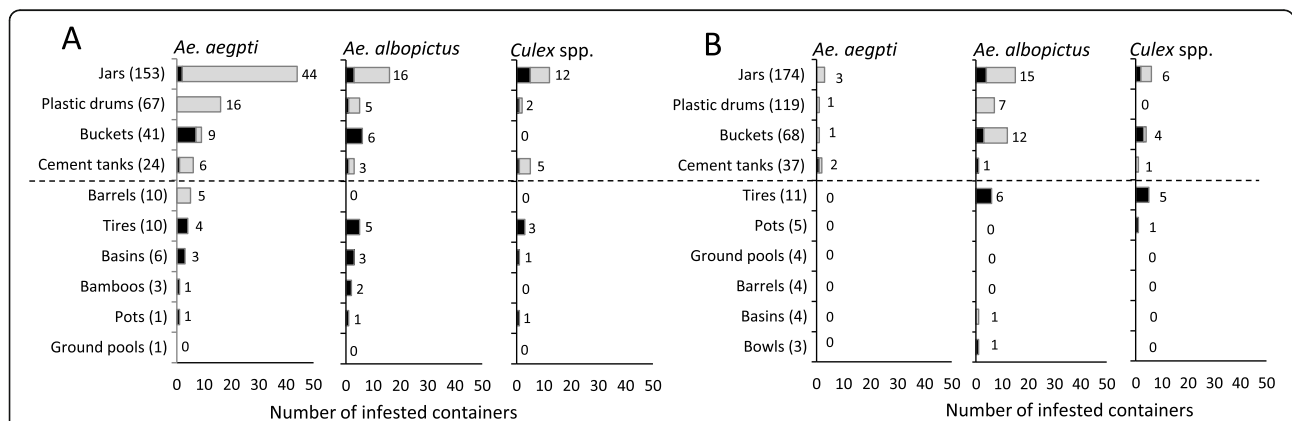 A
Ae. aegpti Ae. albopictus Culex spp.
Jars (153) 44 16 12
Plastic drums (67) 16 5 2
Buckets (41) 9 6 0
Cement tanks (24) 6 3 5
Barrels (10) 5 0 0
Tires (10) 4 5 3
Basins (6) 3 3 1
Bamboos (3) 1 2 0
Pots (1) 1 1 1
Ground pools (1) 0 0 0
0 10 20 30 40 50 0 10 20 30 40 50 0 10 20 30 40 50
Number of infested containers
B
Ae. aegpti Ae. albopictus Culex spp.
Jars (174) 3 15 6
Plastic drums (119) 1 7 0
Buckets (68) 1 12 4
Cement tanks (37) 2 1 1
Tires (11) 0 6 5
Pots (5) 0 0 1
Ground pools (4) 0 0 0
Barrels (4) 0 0 0
Basins (4) 0 1 0
Bowls (3) 0 1 0
0 10 20 30 40 50 0 10 20 30 40 50 0 10 20 30 40 50
Number of infested containers